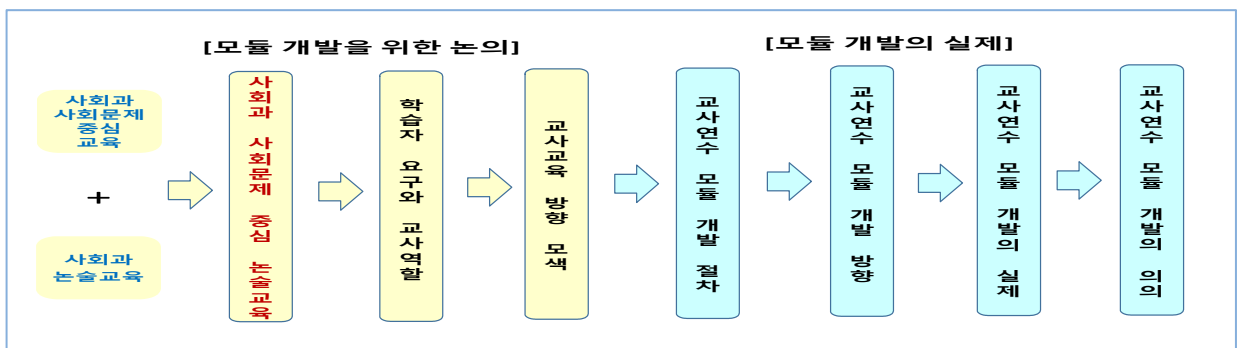 [모듈 개발을 위한 논의]
[모듈 개발의 실제]
사회과
사회문제
중심
교육
+
사회과
논술교육
사회과 사회문제 중심 논술교육
학습자 요구와 교사역할
교사교육 방향 모색
교사연수 모듈 개발 절차
교사연수 모듈 개발 방향
교사연수 모듈 개발의 실제
교사연수 모듈 개발의 의의